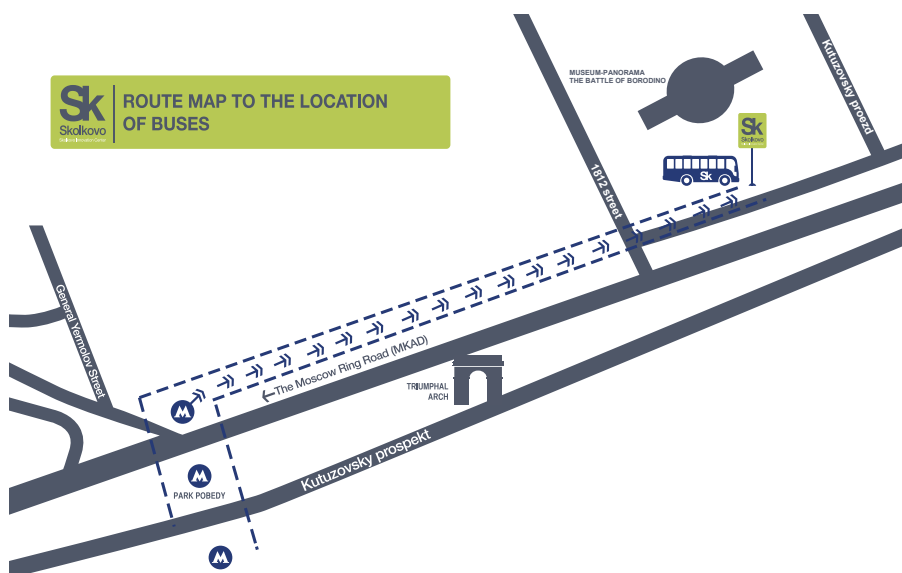 Sk
Skolkovo
ROUTE MAP TO THE LOCATION
OF BUSES
MUSEUM-PANORAMA
THE BATTLE OF BORODINO
Kutuzovsky proezd
Sk
Sk
1812 street
General Yermolov Street
←The Moscow Ring Road (MKAD)
TRIUMPHAL
ARCH
M
Kutuzovsky prospekt
M
PARK POBEDY
M